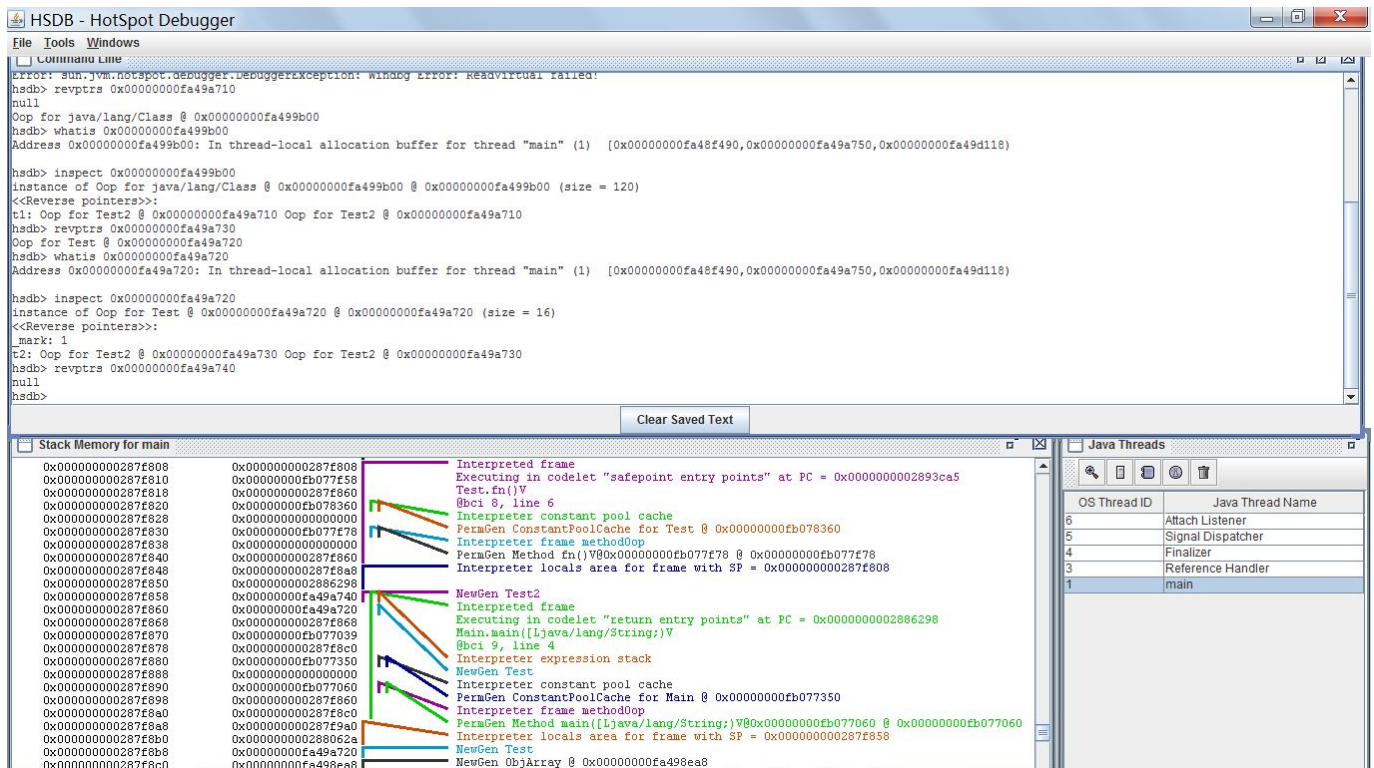 HSDB - HotSpot Debugger
File Tools Windows
Command Line
Error: sun.jvm.hotspot.debugger.DebuggerException: Windbg Error: ReadVirtual failed!
hsdb> revptrs 0x00000000fa49a710
null
Oop for java/lang/Class @ 0x00000000fa499b00
hsdb> whatis 0x00000000fa499b00
Address 0x00000000fa499b00: In thread-local allocation buffer for thread "main" (1) [0x00000000fa48f490,0x00000000fa49a750,0x00000000fa49d118)
hsdb> inspect 0x00000000fa499b00
instance of Oop for java/lang/Class @ 0x00000000fa499b00 @ 0x00000000fa499b00 (size = 120)
<<Reverse pointers>>:
t1: Oop for Test2 @ 0x00000000fa49a710 Oop for Test2 @ 0x00000000fa49a710
hsdb> revptrs 0x00000000fa49a730
Oop for Test @ 0x00000000fa49a720
hsdb> whatis 0x00000000fa49a720
Address 0x00000000fa49a720: In thread-local allocation buffer for thread "main" (1) [0x00000000fa48f490,0x00000000fa49a750,0x00000000fa49d118)
hsdb> inspect 0x00000000fa49a720
instance of Oop for Test @ 0x00000000fa49a720 @ 0x00000000fa49a720 (size = 16)
<<Reverse pointers>>:
_mark: 1
t2: Oop for Test2 @ 0x00000000fa49a730 Oop for Test2 @ 0x00000000fa49a730
hsdb> revptrs 0x00000000fa49a740
null
hsdb>
Clear Saved Text
Stack Memory for main
0x000000000287f808 0x000000000287f808 Interpreted frame
0x000000000287f810 0x00000000fb077f58 Executing in codelet "safepoint entry points" at PC = 0x0000000002893ca5
0x000000000287f818 0x000000000287f860 Test.fn()V
0x000000000287f820 0x00000000fb078360 @bci 8, line 6
0x000000000287f828 0x0000000000000000 Interpreter constant pool cache
0x000000000287f830 0x00000000fb077f78 PermGen ConstantPoolCache for Test @ 0x00000000fb078360
0x000000000287f838 0x0000000000000000 Interpreter frame methodOop
0x000000000287f840 0x000000000287f860 PermGen Method fn()V@0x00000000fb077f78 @ 0x00000000fb077f78
0x000000000287f848 0x000000000287f8a8 Interpreter locals area for frame with SP = 0x000000000287f808
0x000000000287f850 0x0000000002886298
0x000000000287f858 0x00000000fa49a740 NewGen Test2
0x000000000287f860 0x00000000fa49a720 Interpreted frame
0x000000000287f868 0x000000000287f868 Executing in codelet "return entry points" at PC = 0x0000000002886298
0x000000000287f870 0x00000000fb077039 Main.main([Ljava/lang/String;)V
0x000000000287f878 0x000000000287f8c0 @bci 9, line 4
0x000000000287f880 0x00000000fb077350 Interpreter expression stack
0x000000000287f888 0x0000000000000000 NewGen Test
0x000000000287f890 0x00000000fb077060 Interpreter constant pool cache
0x000000000287f898 0x000000000287f860 PermGen ConstantPoolCache for Main @ 0x00000000fb077350
0x000000000287f8a0 0x000000000287f8c0 Interpreter frame methodOop
0x000000000287f8a8 0x000000000287f9a0 PermGen Method main([Ljava/lang/String;)V@0x00000000fb077060 @ 0x00000000fb077060
0x000000000287f8b0 0x000000000288062a Interpreter locals area for frame with SP = 0x000000000287f858
0x000000000287f8b8 0x00000000fa49a720 NewGen Test
0x000000000287f8c0 0x00000000fa498ea8 NewGen ObjArray @ 0x00000000fa498ea8
Java Threads
OS Thread ID Java Thread Name
6 Attach Listener
5 Signal Dispatcher
4 Finalizer
3 Reference Handler
1 main